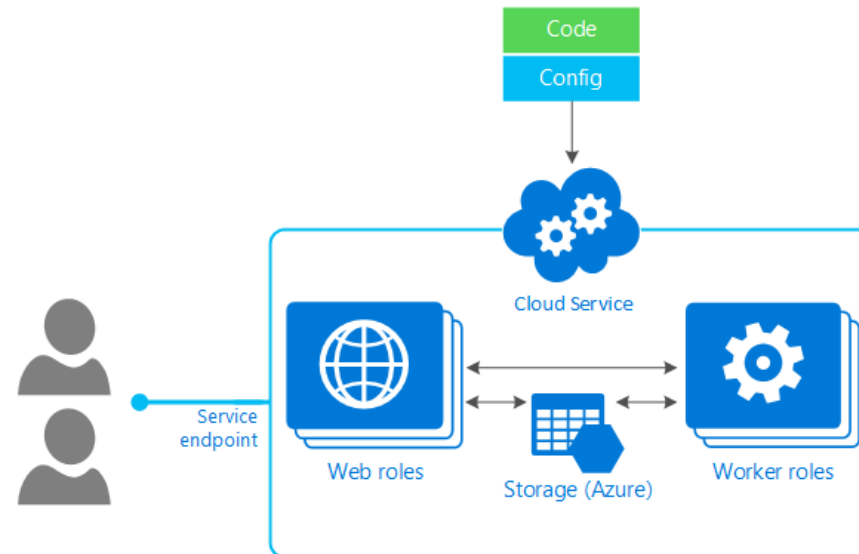 Code
Config
Cloud Service
Service
endpoint
Web roles
Storage (Azure)
Worker roles